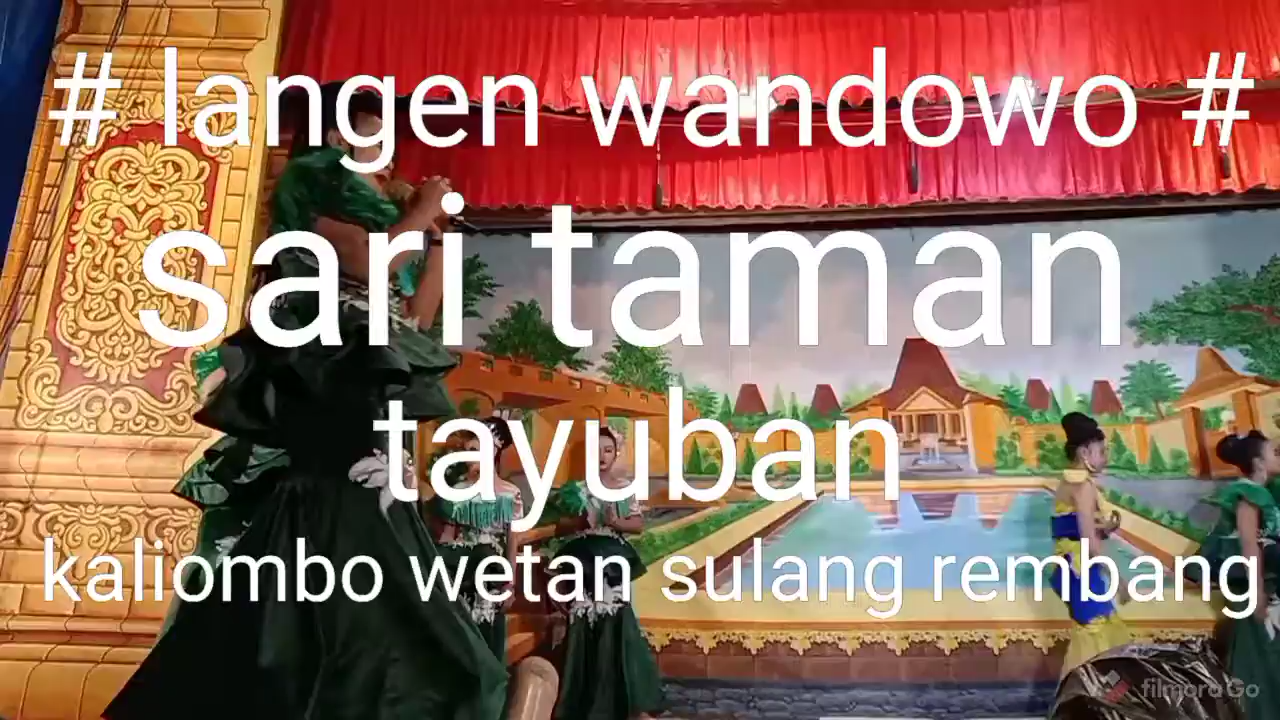 # langen wandowo #
sari taman
tayuban
kaliombo wetan sulang rembang
filmoraGo